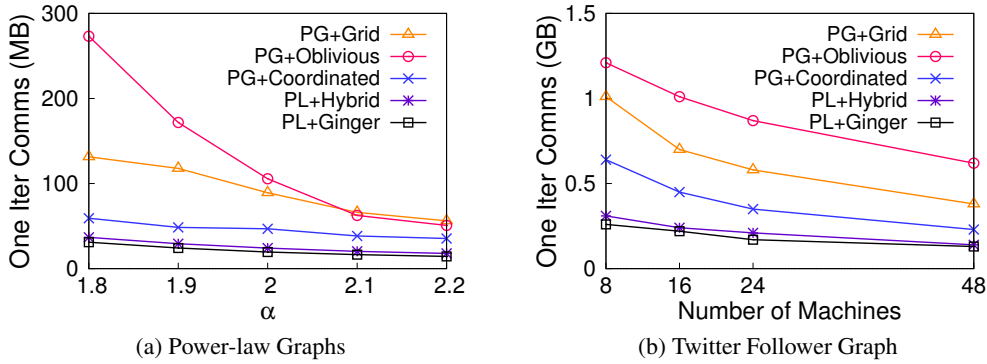 One Iter Comms (MB)
300
200
100
0
1.8
1.9
2
2.1
2.2
α
PG+Grid
PG+Oblivious
PG+Coordinated
PL+Hybrid
PL+Ginger
(a) Power-law Graphs
One Iter Comms (GB)
1.5
1
0.5
0
8
16
24
48
Number of Machines
PG+Grid
PG+Oblivious
PG+Coordinated
PL+Hybrid
PL+Ginger
(b) Twitter Follower Graph